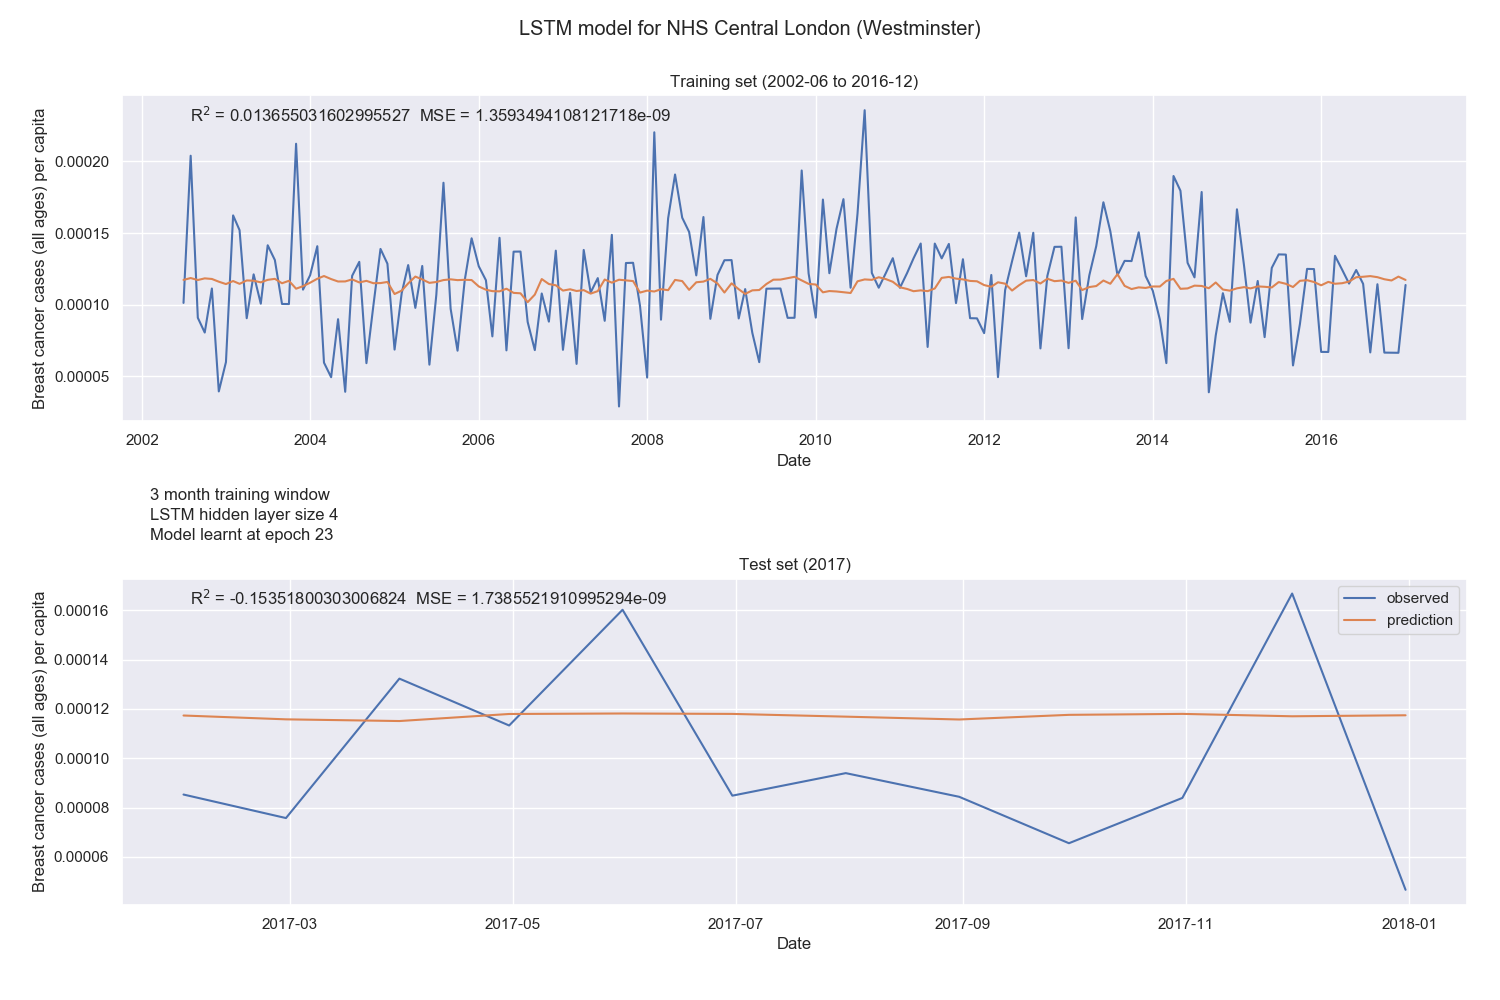 LSTM model for NHS Central London (Westminster)
Training set (2002-06 to 2016-12)
R² = 0.013655031602995527 MSE = 1.3593494108121718e-09
Breast cancer cases (all ages) per capita
0.00020
0.00015
0.00010
0.00005
2002 2004 2006 2008 2010 2012 2014 2016
Date
3 month training window
LSTM hidden layer size 4
Model learnt at epoch 23
Test set (2017)
R² = -0.15351800303006824 MSE = 1.7385521910995294e-09
observed
prediction
Breast cancer cases (all ages) per capita
0.00016
0.00014
0.00012
0.00010
0.00008
0.00006
2017-03 2017-05 2017-07 2017-09 2017-11 2018-01
Date